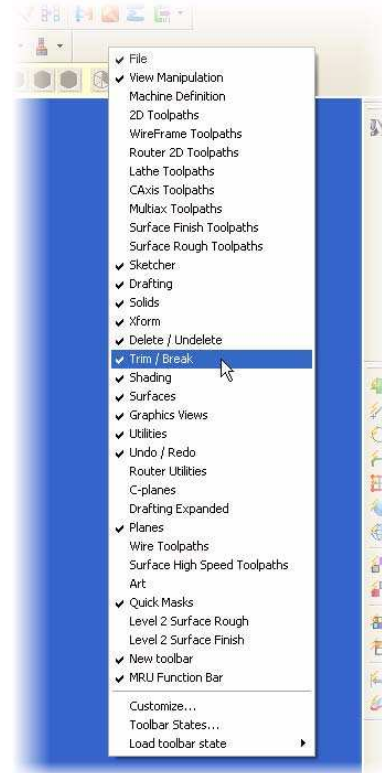 File
View Manipulation
Machine Definition
2D Toolpaths
WireFrame Toolpaths
Router 2D Toolpaths
Lathe Toolpaths
CAxis Toolpaths
Multiax Toolpaths
Surface Finish Toolpaths
Surface Rough Toolpaths
Sketcher
Drafting
Solids
Xform
Delete / Undelete
Trim / Break
Shading
Surfaces
Graphics Views
Utilities
Undo / Redo
Router Utilities
C-planes
Drafting Expanded
Planes
Wire Toolpaths
Surface High Speed Toolpaths
Art
Quick Masks
Level 2 Surface Rough
Level 2 Surface Finish
New toolbar
MRU Function Bar
Customize...
Toolbar States...
Load toolbar state